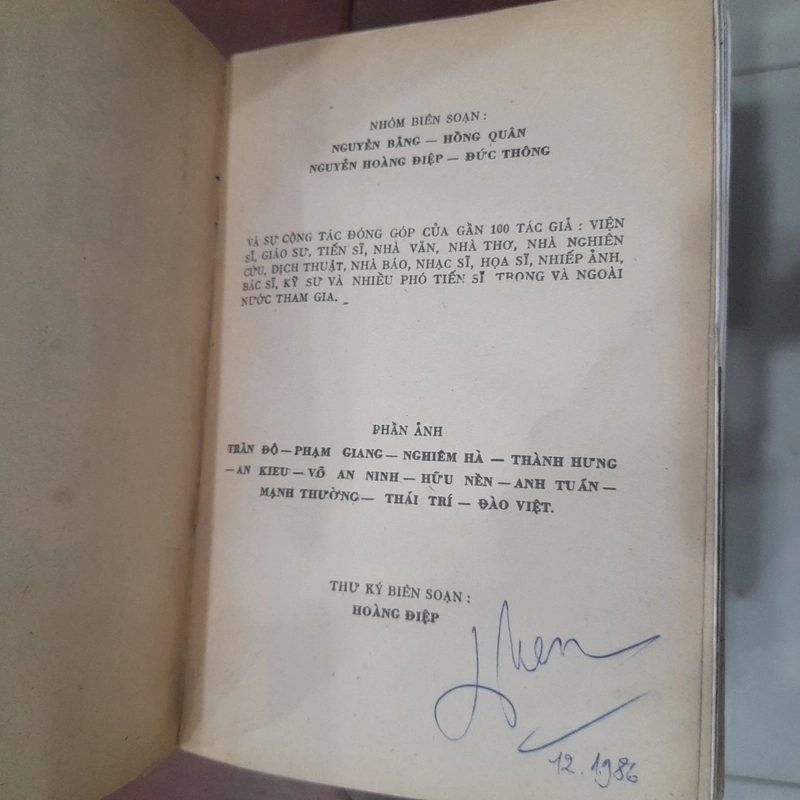 NHÓM BIÊN SOẠN :
NGUYỄN BẰNG — HỒNG QUÂN
NGUYỄN HOÀNG ĐIỆP — ĐỨC THÔNG
VÀ SỰ CỘNG TÁC ĐÓNG GÓP CỦA GẦN 100 TÁC GIẢ : VIỆN
SĨ, GIÁO SƯ, TIẾN SĨ, NHÀ VĂN, NHÀ THƠ, NHÀ NGHIÊN
CỨU, DỊCH THUẬT, NHÀ BÁO, NHẠC SĨ, HỌA SĨ, NHIẾP ẢNH,
BÁC SĨ, KỸ SƯ VÀ NHIỀU PHÓ TIẾN SĨ TRONG VÀ NGOÀI
NƯỚC THAM GIA. _
PHẦN ẢNH
TRẦN ĐỘ — PHẠM GIANG — NGHIÊM HÀ — THÀNH HƯNG
— AN KIEU — VÕ AN NINH — HỮU NỀN — ANH TUẤN —
MẠNH THƯỜNG — THÁI TRÍ — ĐÀO VIỆT.
THƯ KÝ BIÊN SOẠN :
HOÀNG ĐIỆP
12.1986